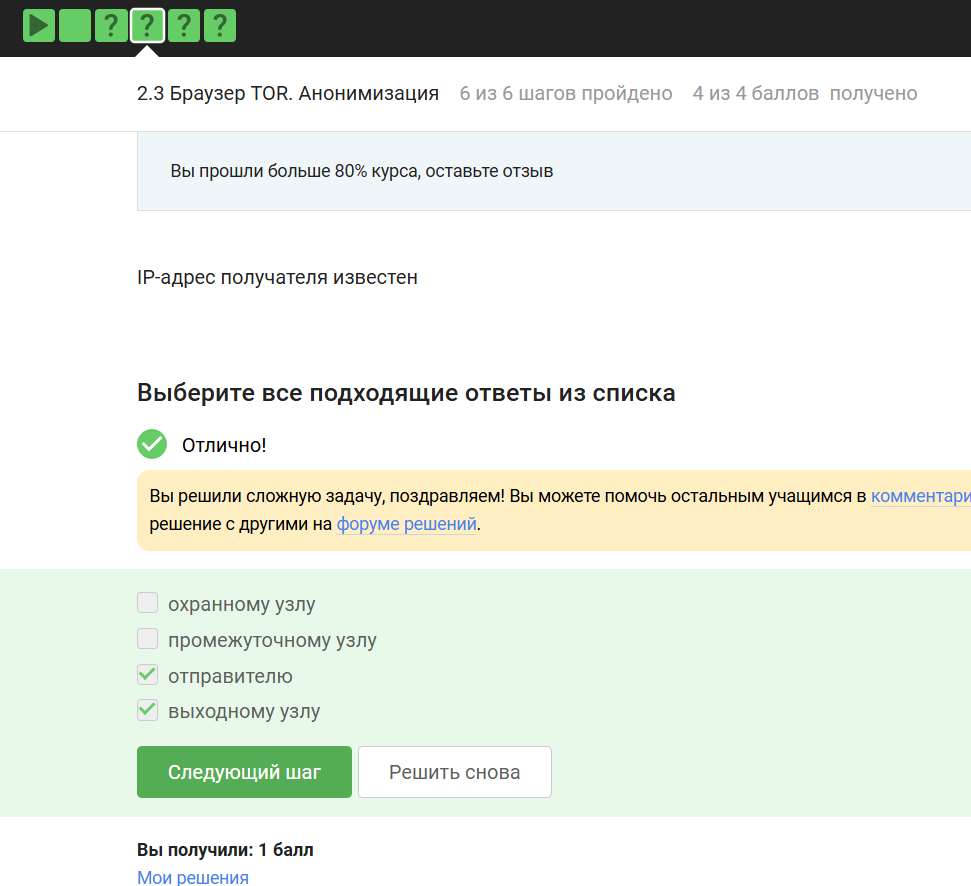 ? ? ? ?
2.3 Браузер TOR. Анонимизация 6 из 6 шагов пройдено 4 из 4 баллов получено
Вы прошли больше 80% курса, оставьте отзыв
IP-адрес получателя известен
Выберите все подходящие ответы из списка
Отлично!
Вы решили сложную задачу, поздравляем! Вы можете помочь остальным учащимся в комментари
решение с другими на форуме решений.
охранному узлу
промежуточному узлу
отправителю
выходному узлу
Следующий шаг Решить снова
Вы получили: 1 балл
Мои решения